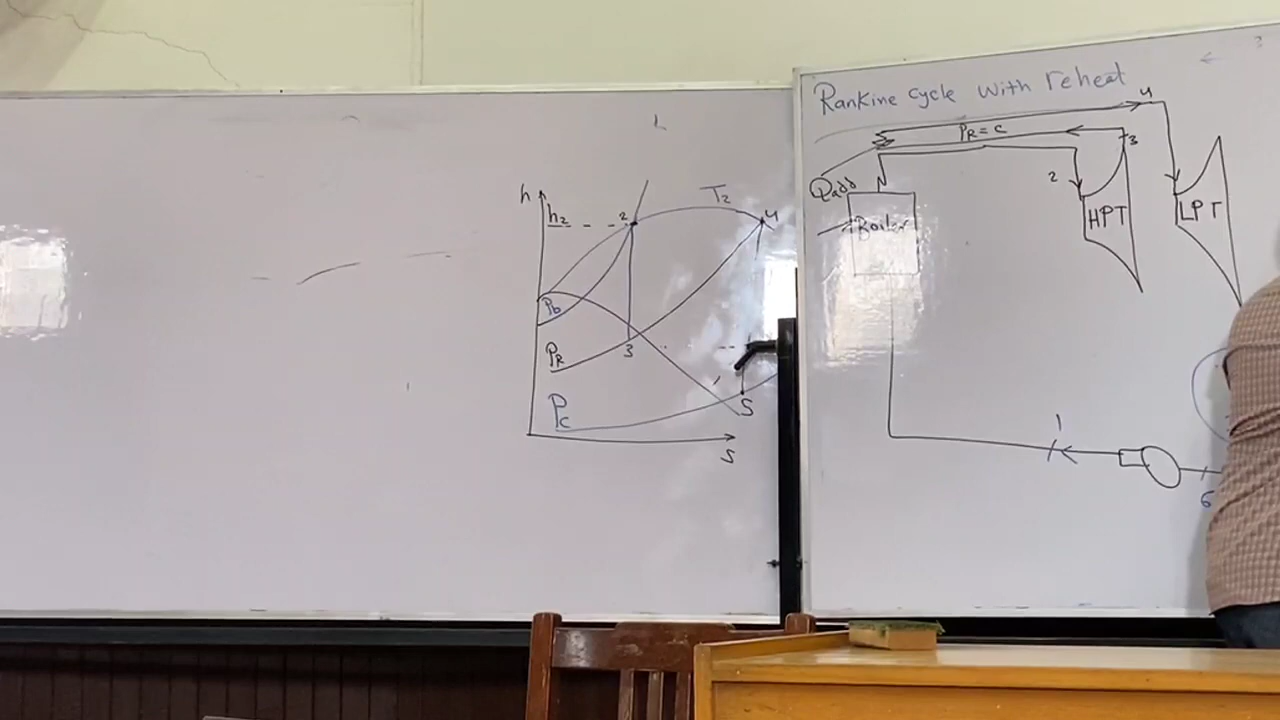 h
h2
2
T2
4
Pb
PR
3
Pc
5
s
Rankine cycle with reheat
4
PR = c
3
Qadd
2
Boiler
HPT
LPT
1
6